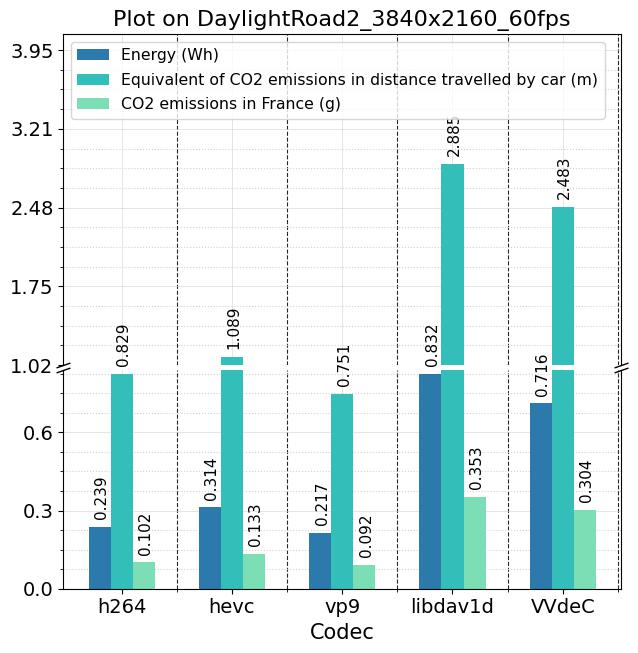 Plot on DaylightRoad2_3840x2160_60fps
Energy (Wh)
Equivalent of CO2 emissions in distance travelled by car (m)
CO2 emissions in France (g)
3.95
3.21
2.48
1.75
1.02
0.6
0.3
0.0
0.239
0.829
0.102
0.314
1.089
0.133
0.217
0.751
0.092
0.832
2.885
0.353
0.716
2.483
0.304
h264
hevc
vp9
libdav1d
VVdeC
Codec